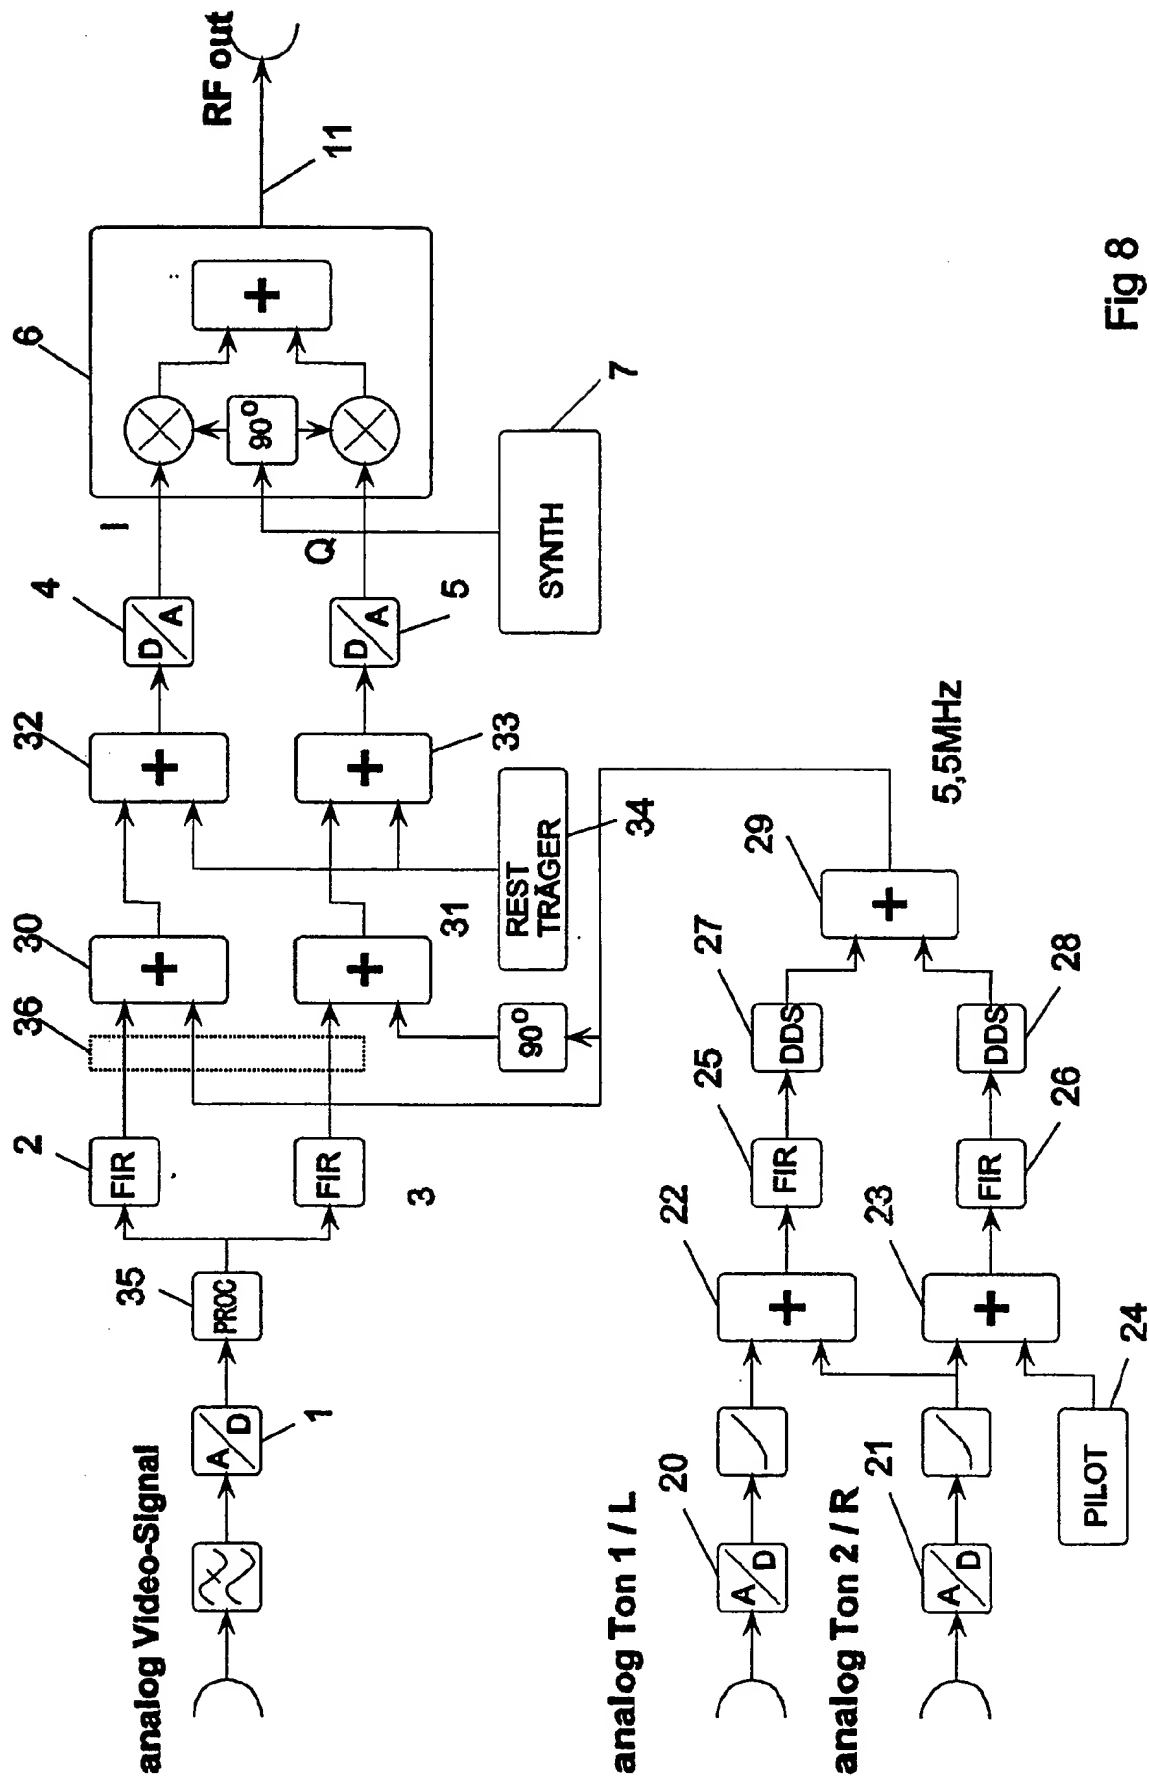 analog Video-Signal
A
D
1
PROC
35
FIR
2
FIR
3
36
+
30
+
31
90°
+
32
+
33
REST
TRÄGER
34
D
A
4
D
A
5
I
Q
6
90°
+
SYNTH
7
11
RF out
analog Ton 1 / L
A
D
20
+
22
FIR
25
DDS
27
analog Ton 2 / R
A
D
21
PILOT
24
+
23
FIR
26
DDS
28
+
29
5,5MHz
Fig 8